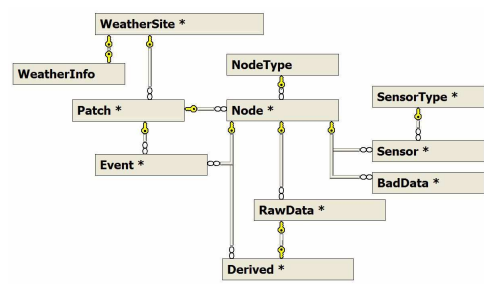 WeatherSite *
WeatherInfo
NodeType
SensorType *
Patch *
Node *
Sensor *
Event *
BadData *
RawData *
Derived *